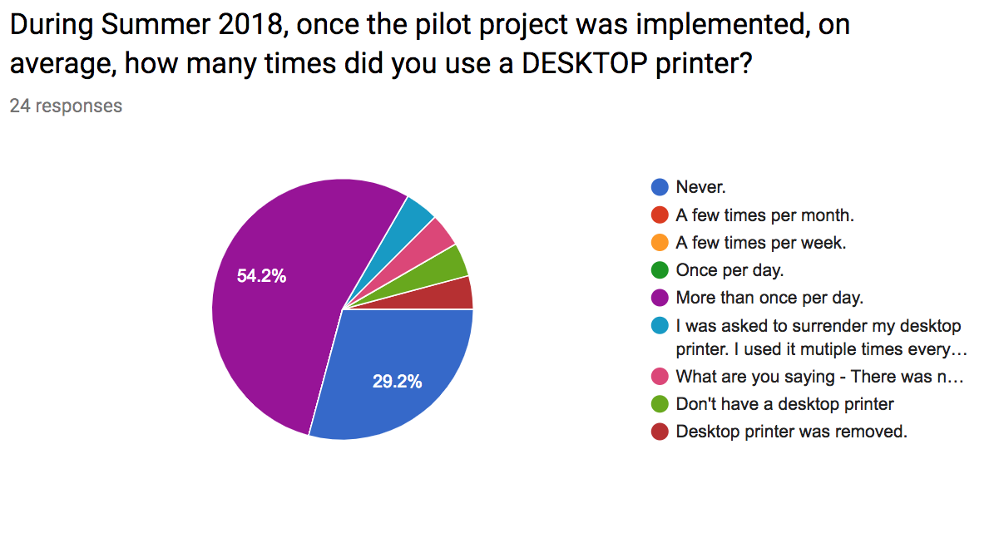 During Summer 2018, once the pilot project was implemented, on
average, how many times did you use a DESKTOP printer?
24 responses
54.2%
29.2%
Never.
A few times per month.
A few times per week.
Once per day.
More than once per day.
I was asked to surrender my desktop
printer. I used it mutiple times every…
What are you saying - There was n…
Don't have a desktop printer
Desktop printer was removed.